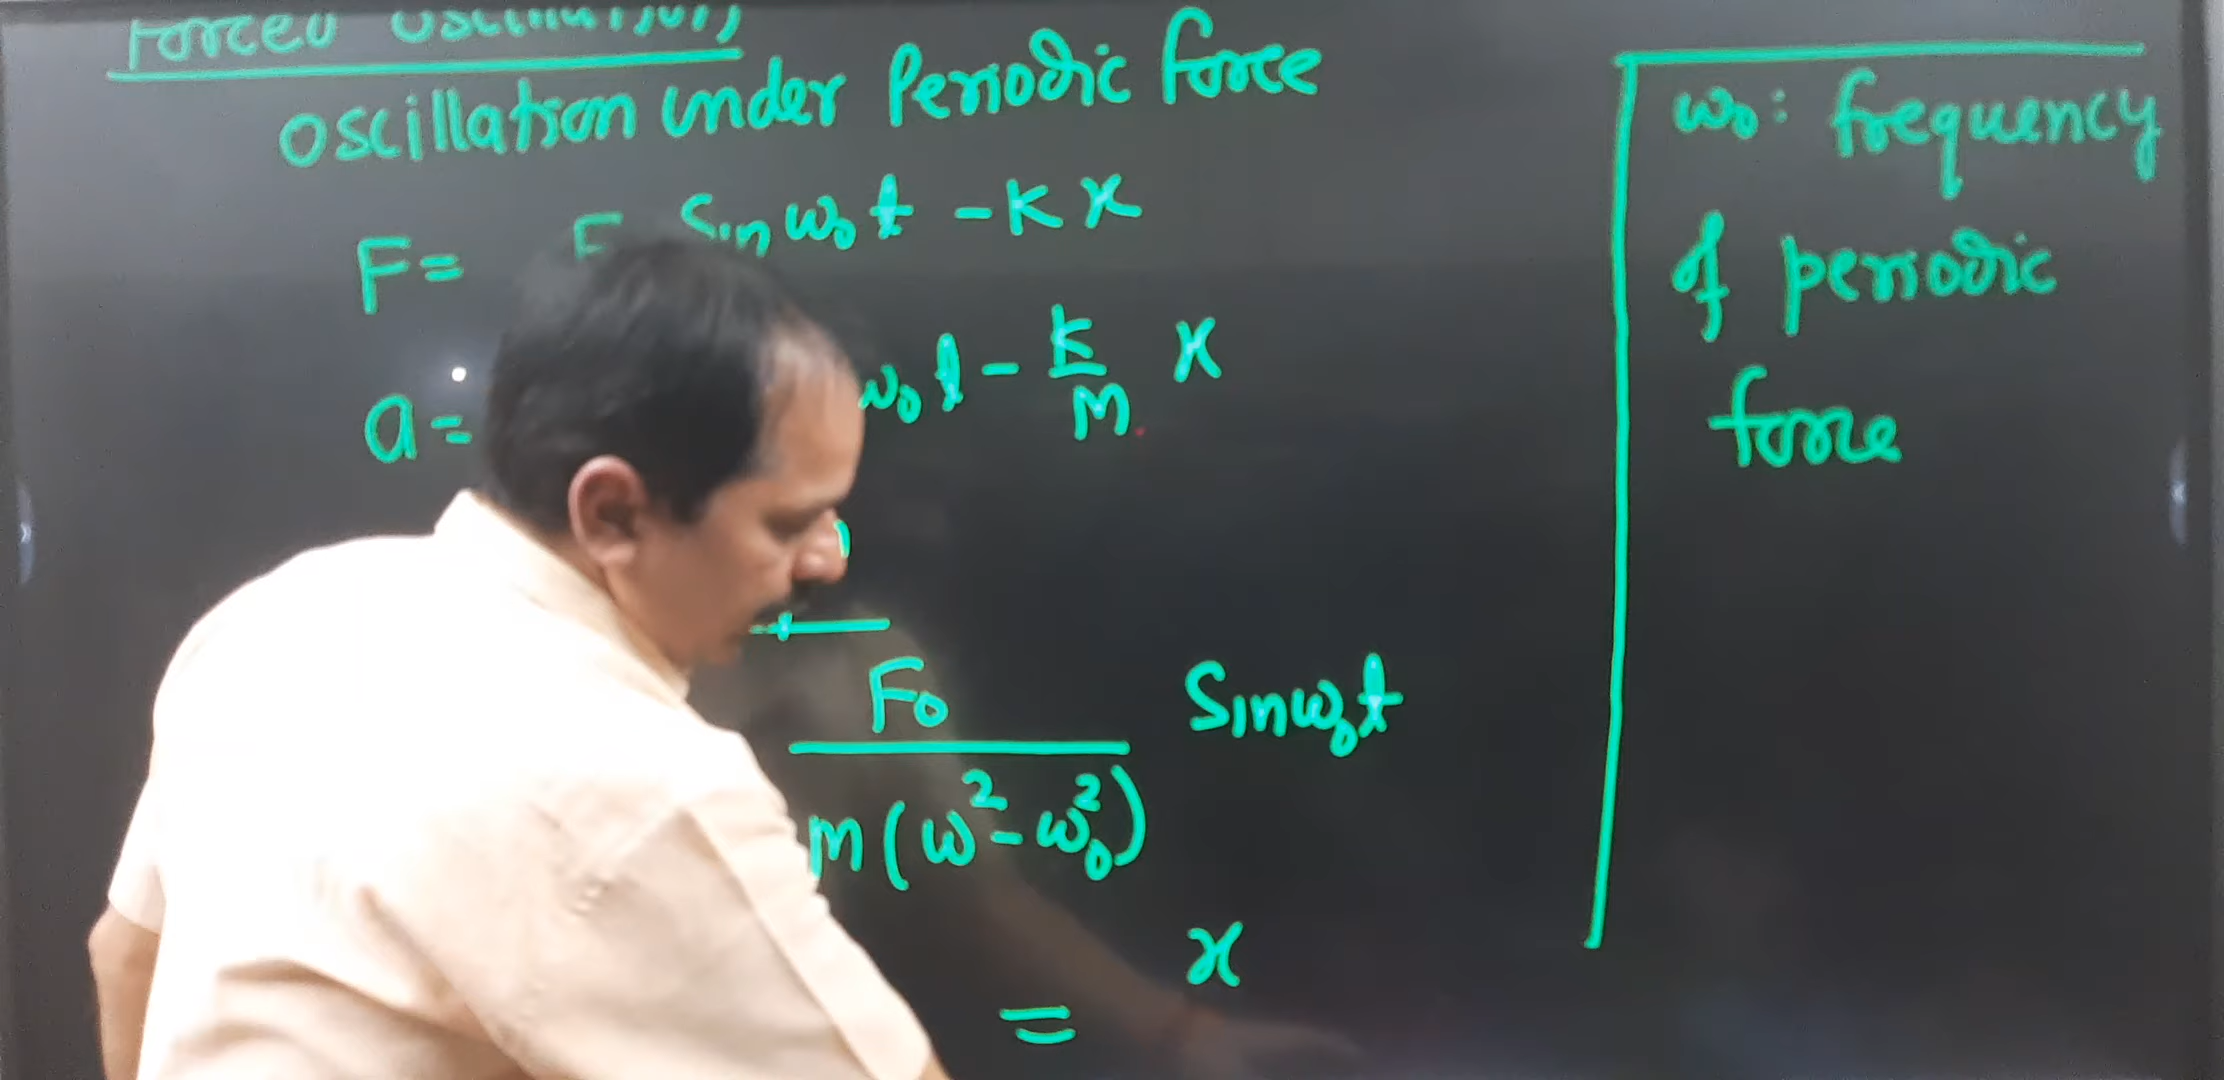 Forced Oscillation
Oscillation under Periodic force
F = F Sin ω₀t - Kx
a = ω₀t - K/M x
F₀/m(ω² - ω₀²) Sin ω₀t
x
=
ω₀: frequency
of periodic
force